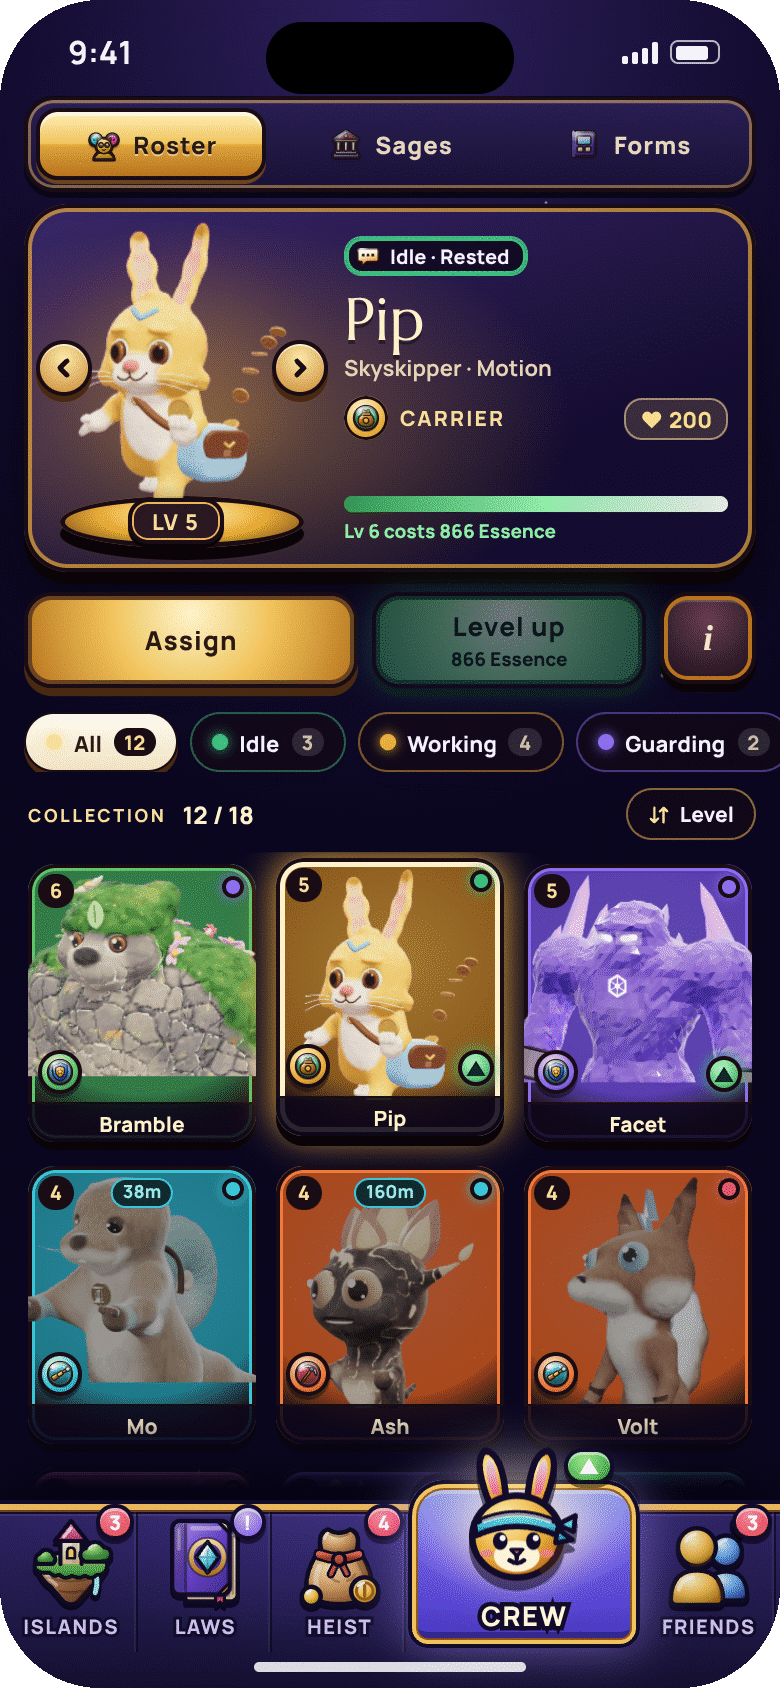 9:41
Roster
Sages
Forms
Idle · Rested
Pip
Skyskipper · Motion
CARRIER
200
LV 5
Lv 6 costs 866 Essence
Assign
Level up
866 Essence
i
All 12
Idle 3
Working 4
Guarding 2
COLLECTION 12 / 18
Level
6
5
5
Bramble
Pip
Facet
4
38m
4
160m
4
Mo
Ash
Volt
3
!
4
3
ISLANDS
LAWS
HEIST
CREW
FRIENDS